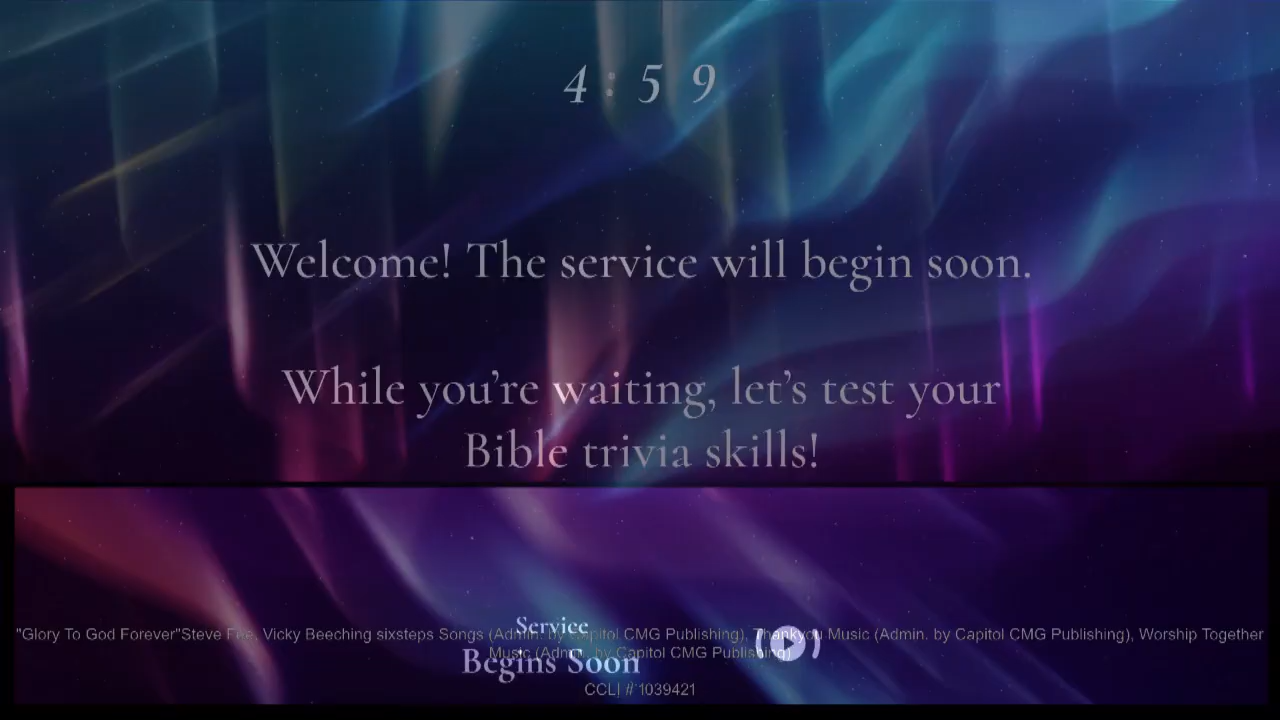 4:59
Welcome! The service will begin soon.
While you’re waiting, let’s test your
Bible trivia skills!
Service
"Glory To God Forever"Steve Fee, Vicky Beeching sixsteps Songs (Admin. by Capitol CMG Publishing), Thankyou Music (Admin. by Capitol CMG Publishing), Worship Together
Music (Admin. by Capitol CMG Publishing)
Begins Soon
CCLI # 1039421